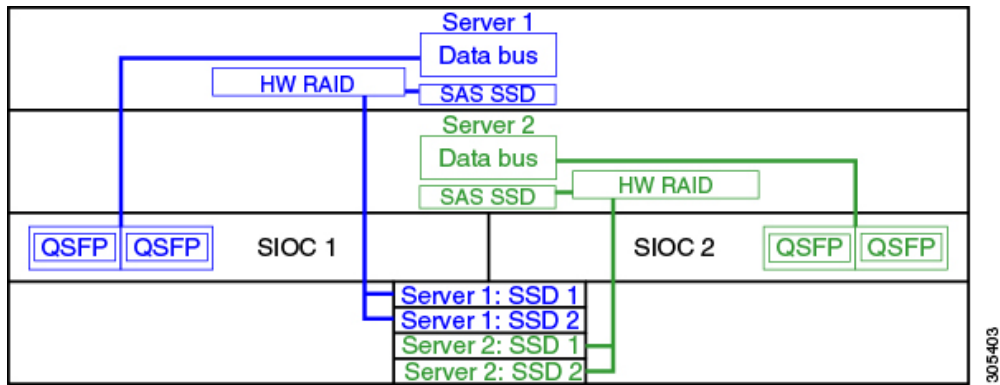 Server 1
Data bus
HW RAID
SAS SSD
Server 2
Data bus
HW RAID
SAS SSD
QSFP QSFP SIOC 1 SIOC 2 QSFP QSFP
Server 1: SSD 1
Server 1: SSD 2
Server 2: SSD 1
Server 2: SSD 2
305403